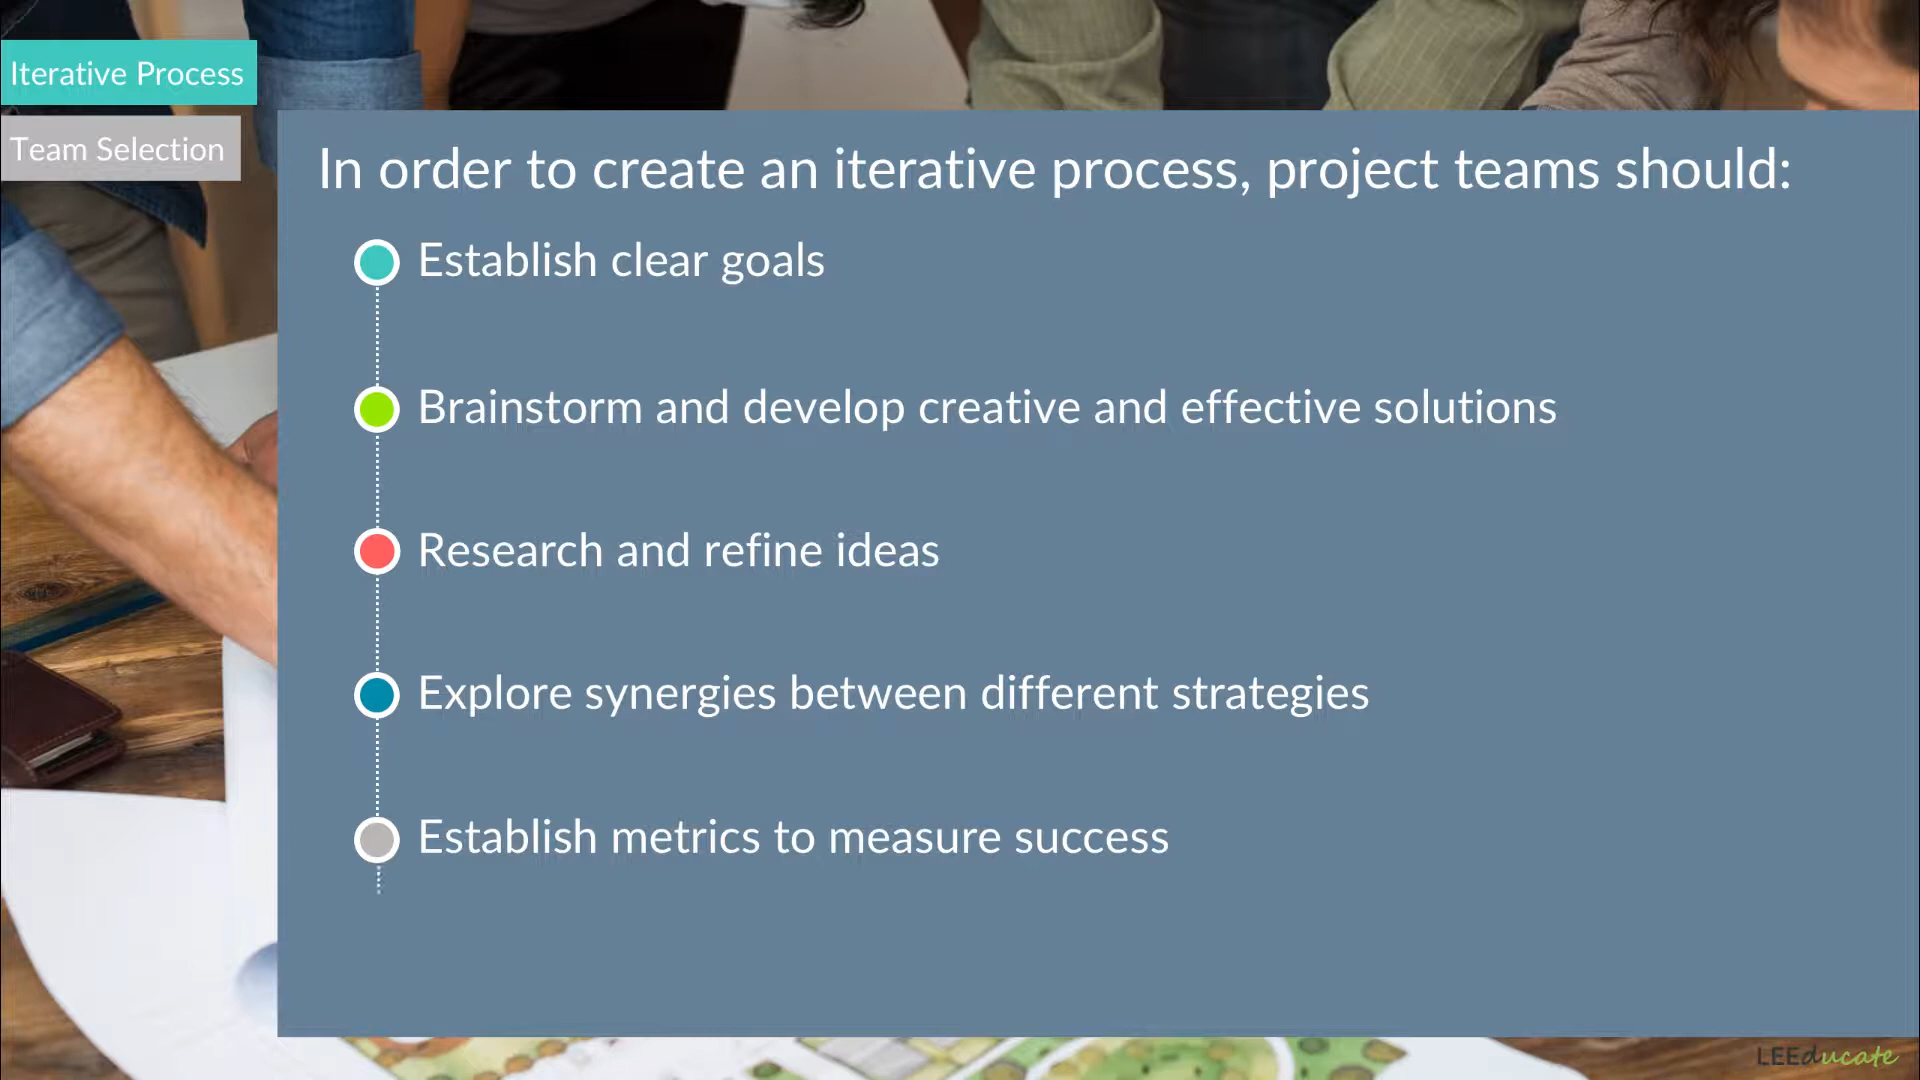 Iterative Process
Team Selection
In order to create an iterative process, project teams should:
Establish clear goals
Brainstorm and develop creative and effective solutions
Research and refine ideas
Explore synergies between different strategies
Establish metrics to measure success
LEEducate